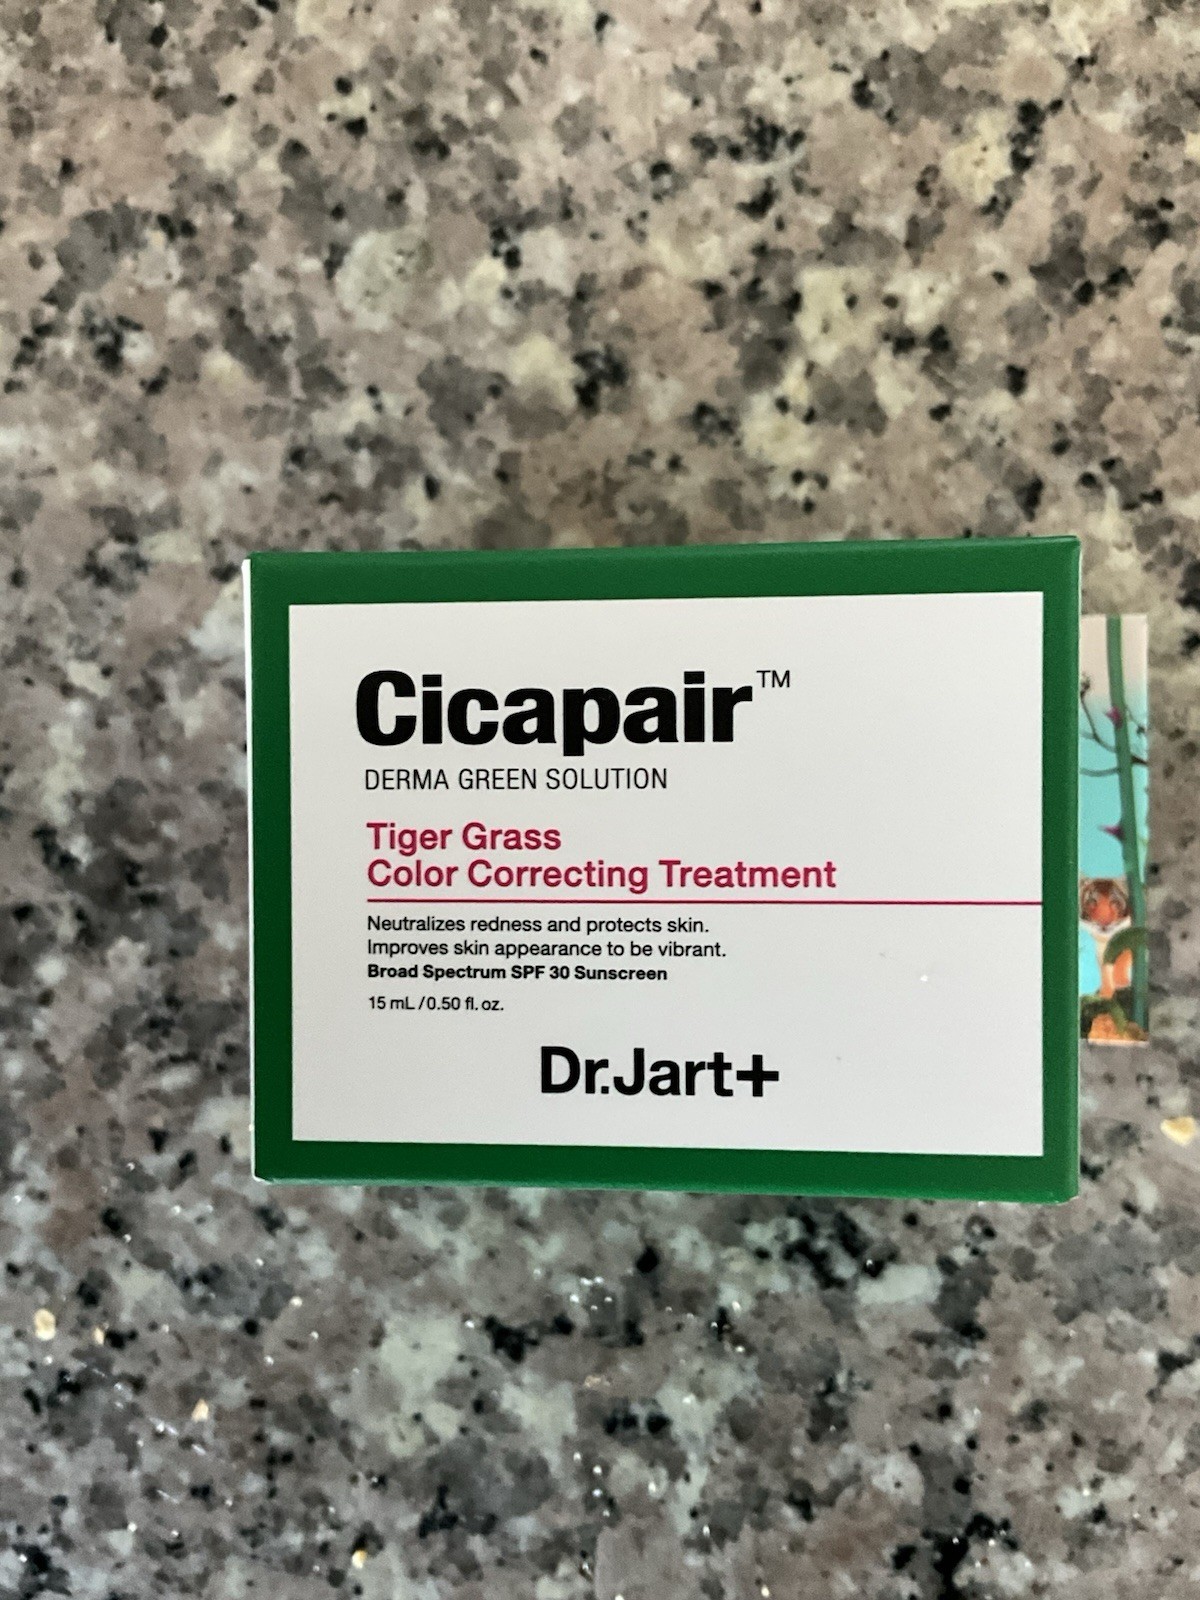 Cicapair™
DERMA GREEN SOLUTION
Tiger Grass
Color Correcting Treatment
Neutralizes redness and protects skin.
Improves skin appearance to be vibrant.
Broad Spectrum SPF 30 Sunscreen
15 mL/0.50 fl. oz.
Dr.Jart+